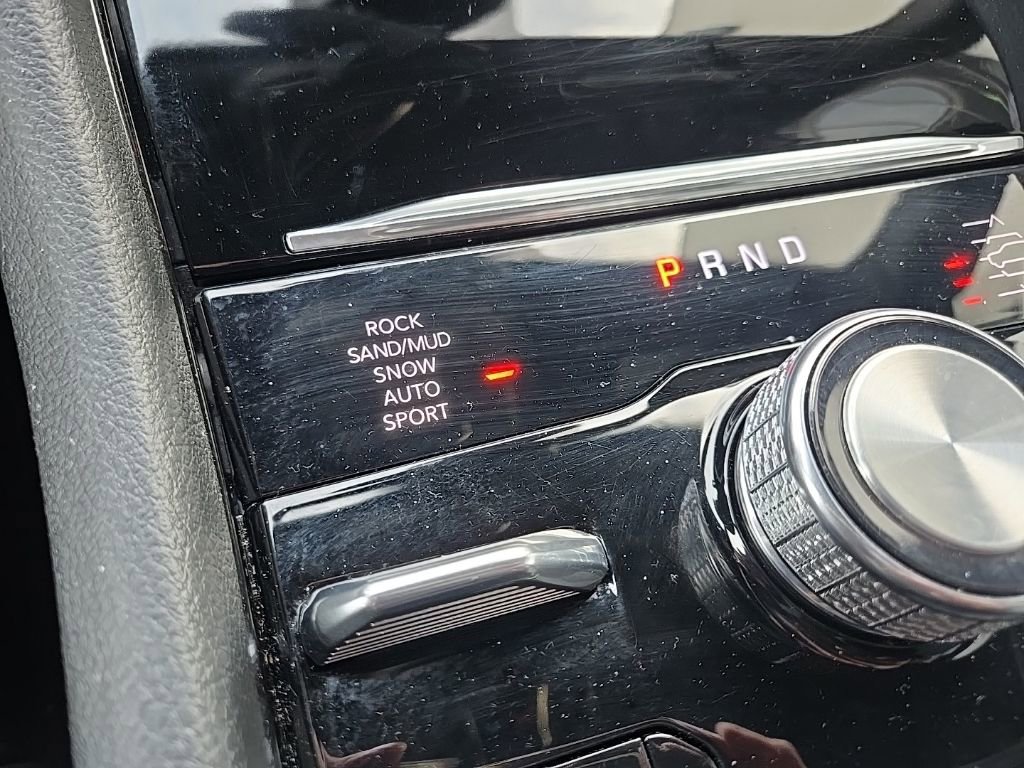 P R N D
ROCK
SAND/MUD
SNOW
AUTO
SPORT